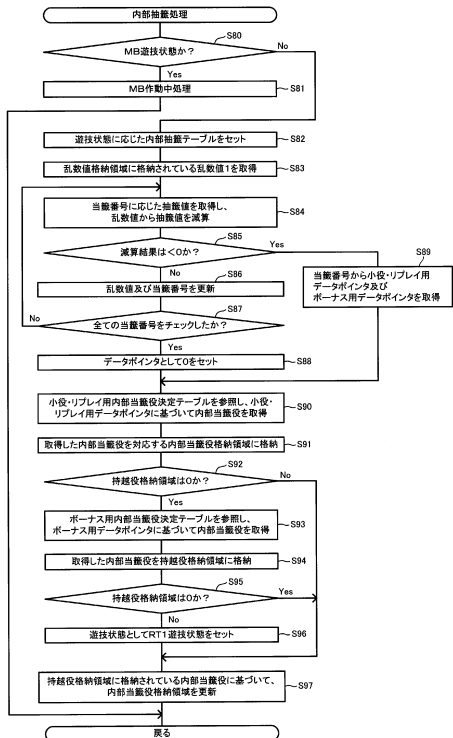 内部抽籤処理
S80
MB遊技状態か？
No
Yes
MB作動中処理
S81
遊技状態に応じた内部抽籤テーブルをセット
S82
乱数値格納領域に格納されている乱数値1を取得
S83
当籤番号に応じた抽籤値を取得し、
乱数値から抽籤値を減算
S84
S85
減算結果は＜0か？
Yes
No
S89
当籤番号から小役・リプレイ用
データポインタ及び
ボーナス用データポインタを取得
S86
乱数値及び当籤番号を更新
S87
No
全ての当籤番号をチェックしたか？
Yes
データポインタとして0をセット
S88
小役・リプレイ用内部当籤役決定テーブルを参照し、小役・
リプレイ用データポインタに基づいて内部当籤役を取得
S90
取得した内部当籤役を対応する内部当籤役格納領域に格納
S91
S92
持越役格納領域は0か？
No
Yes
ボーナス用内部当籤役決定テーブルを参照し、
ボーナス用データポインタに基づいて内部当籤役を取得
S93
取得した内部当籤役を持越役格納領域に格納
S94
S95
持越役格納領域は0か？
Yes
No
遊技状態としてRT1遊技状態をセット
S96
持越役格納領域に格納されている内部当籤役に基づいて、
内部当籤役格納領域を更新
S97
戻る